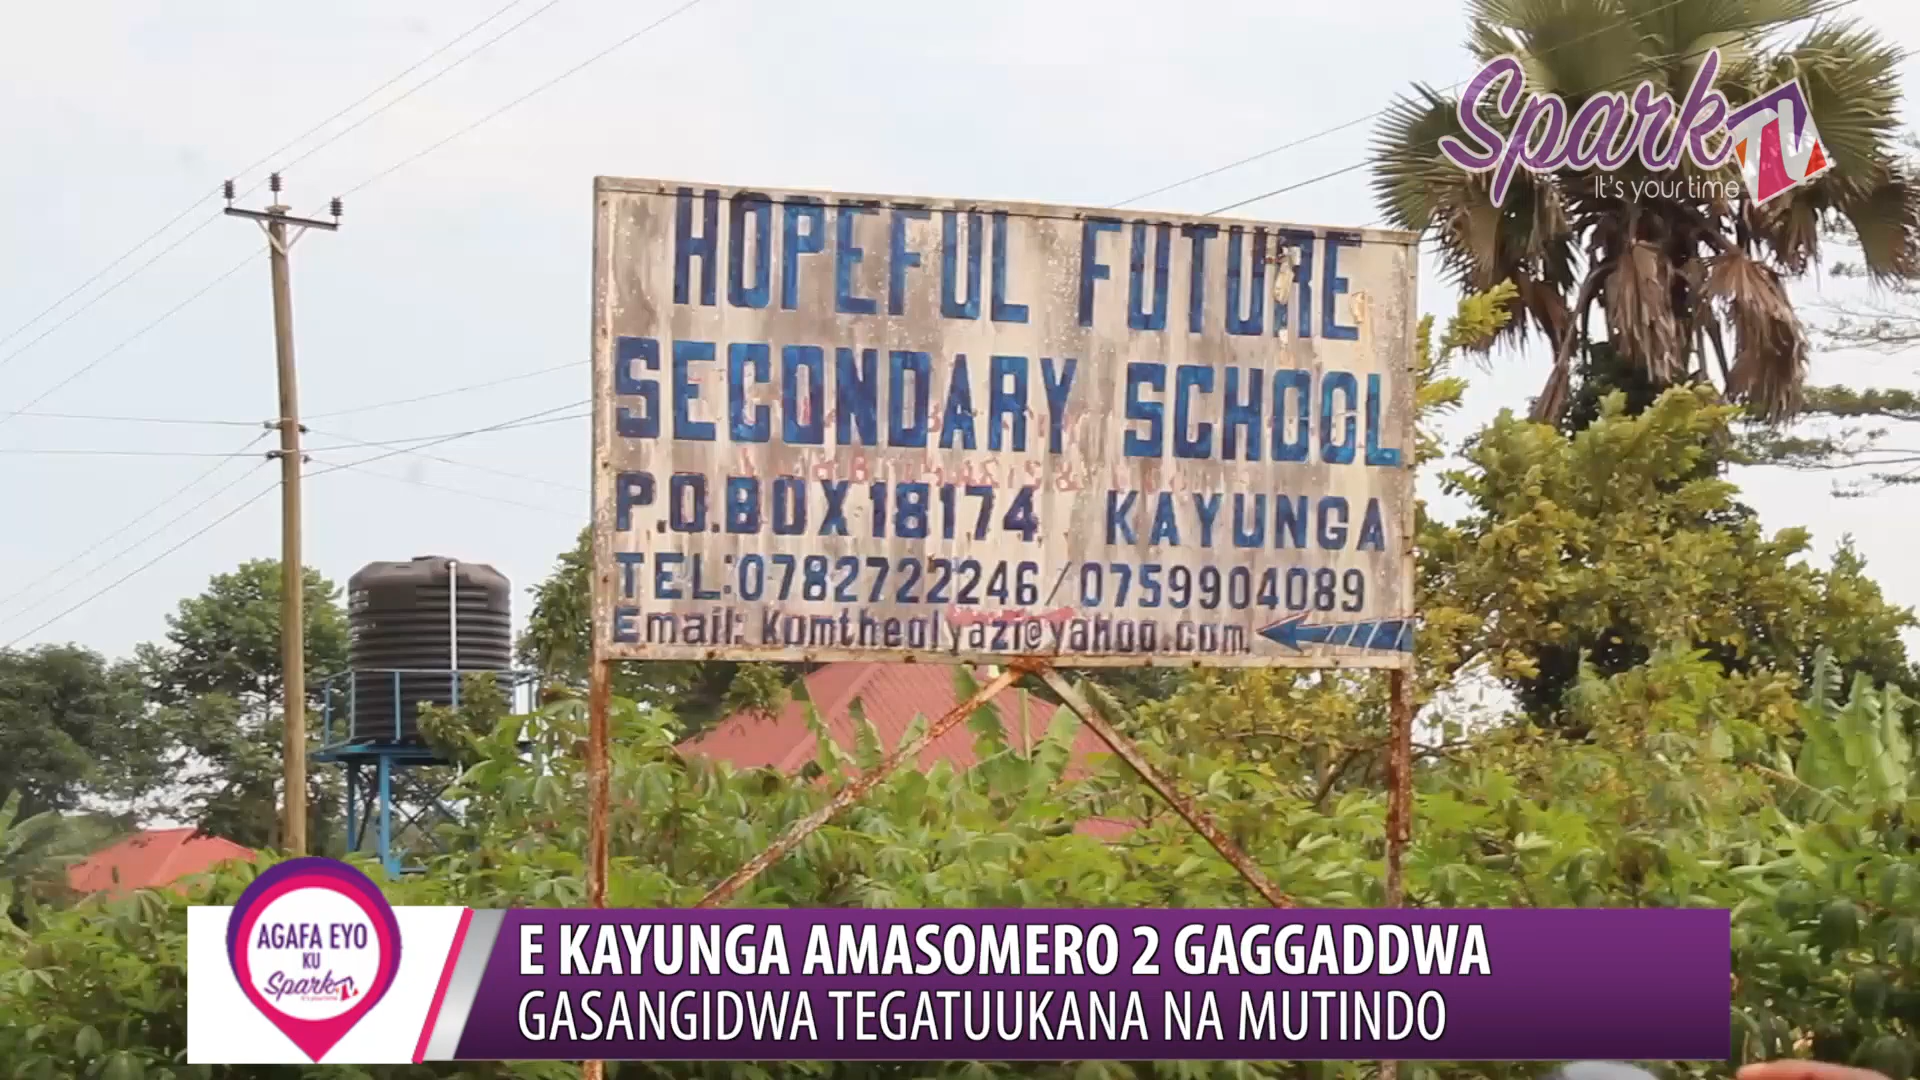 Spark TV
It's your time
HOPEFUL FUTURE
SECONDARY SCHOOL
P.O.BOX 18174 KAYUNGA
TEL:0782722246/0759904089
Email: kumtheolyazi@yahoo.com
AGAFA EYO
KU
Spark TV
E KAYUNGA AMASOMERO 2 GAGGADDWA
GASANGIDWA TEGATUUKANA NA MUTINDO